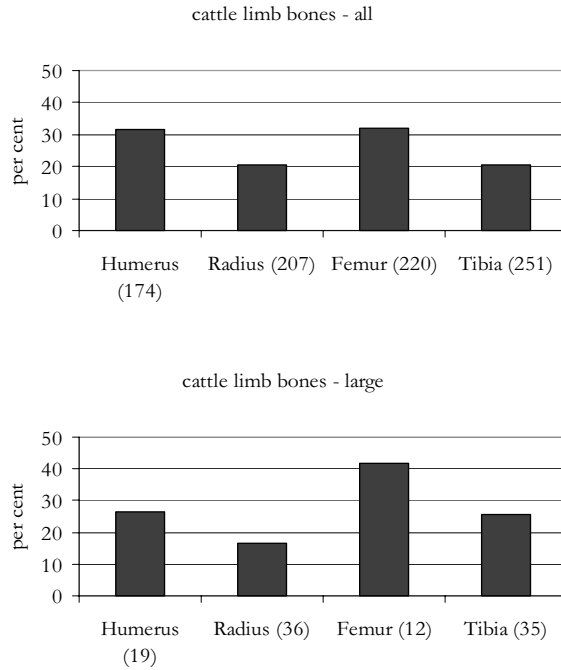 cattle limb bones - all
50
40
30
20
10
0
per cent
Humerus (174)
Radius (207)
Femur (220)
Tibia (251)
cattle limb bones - large
50
40
30
20
10
0
per cent
Humerus (19)
Radius (36)
Femur (12)
Tibia (35)